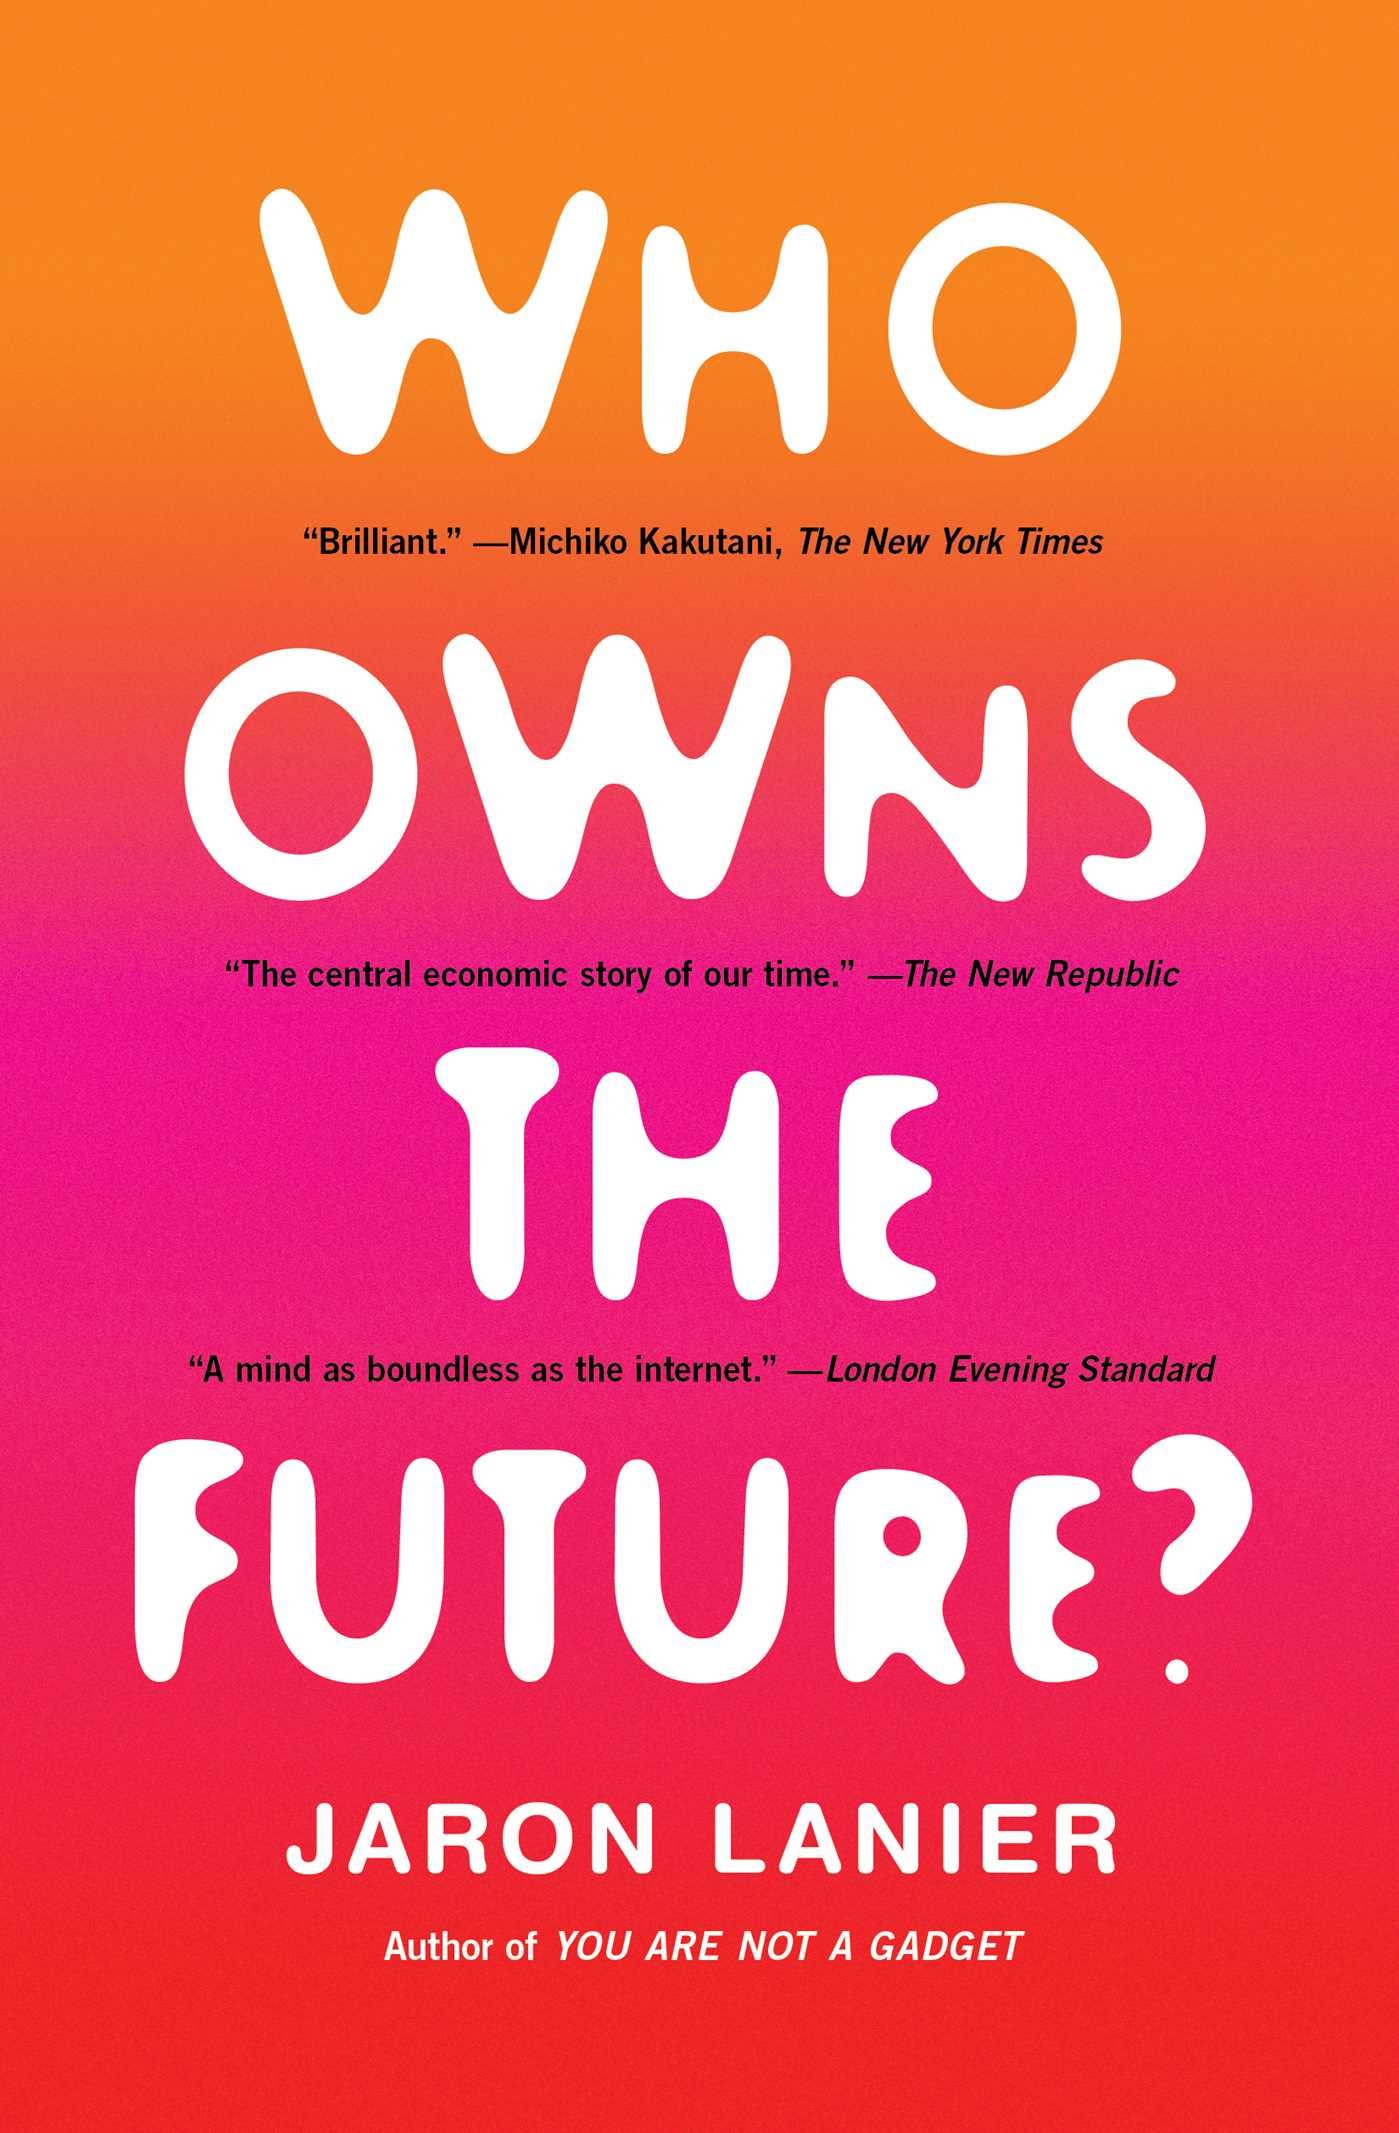 WHO
“Brilliant.” —Michiko Kakutani, The New York Times
OWNS
“The central economic story of our time.” —The New Republic
THE
“A mind as boundless as the internet.” —London Evening Standard
FUTURE?
JARON LANIER
Author of YOU ARE NOT A GADGET